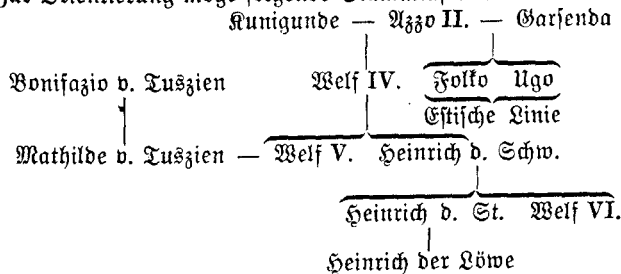 Kunigunde — Azzo II. — Garsenda
Bonifazio v. Tuszien Welf IV. Folko Ugo
Estische Linie
Mathilde v. Tuszien — Welf V. Heinrich d. Schw.
Heinrich d. St. Welf VI.
Heinrich der Löwe